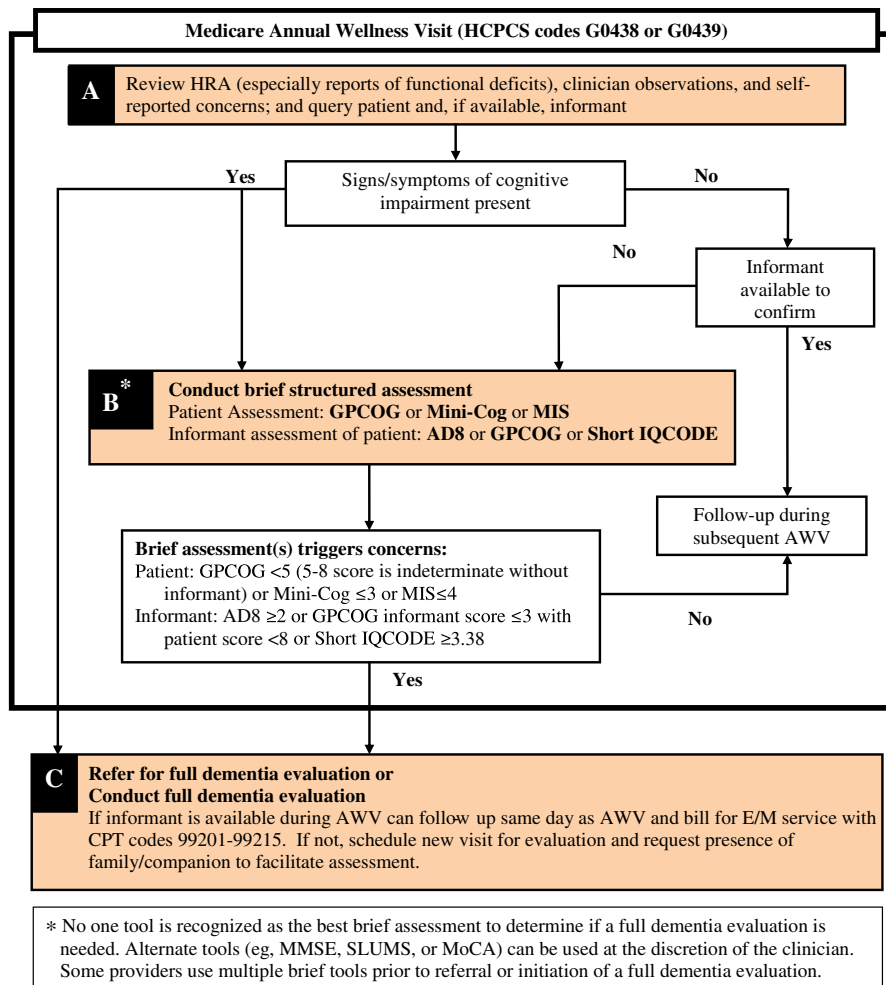 Medicare Annual Wellness Visit (HCPCS codes G0438 or G0439)
A
Review HRA (especially reports of functional deficits), clinician observations, and self-
reported concerns; and query patient and, if available, informant
Yes
Signs/symptoms of cognitive
impairment present
No
No
Informant
available to
confirm
Yes
B*
Conduct brief structured assessment
Patient Assessment: GPCOG or Mini-Cog or MIS
Informant assessment of patient: AD8 or GPCOG or Short IQCODE
Follow-up during
subsequent AWV
Brief assessment(s) triggers concerns:
Patient: GPCOG <5 (5-8 score is indeterminate without
informant) or Mini-Cog ≤3 or MIS≤4
Informant: AD8 ≥2 or GPCOG informant score ≤3 with
patient score <8 or Short IQCODE ≥3.38
No
Yes
C
Refer for full dementia evaluation or
Conduct full dementia evaluation
If informant is available during AWV can follow-up same day as AWV and bill for E/M service with
CPT codes 99201-99215. If not, schedule new visit for evaluation and request presence of
family/companion to facilitate assessment.
* No one tool is recognized as the best brief assessment to determine if a full dementia evaluation is
needed. Alternate tools (eg, MMSE, SLUMS, or MoCA) can be used at the discretion of the clinician.
Some providers use multiple brief tools prior to referral or initiation of a full dementia evaluation.